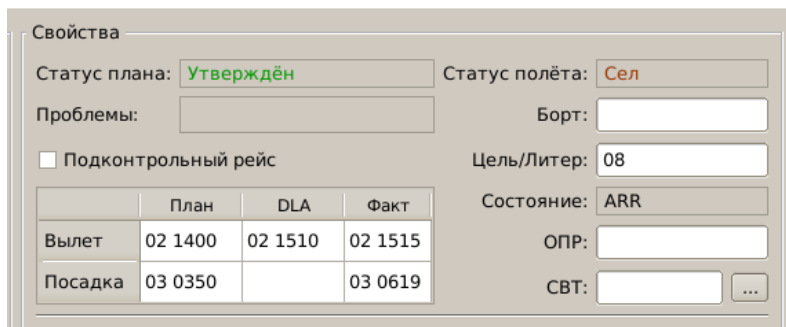 Свойства
Статус плана: Утверждён Статус полёта: Сел
Проблемы: Борт:
Подконтрольный рейс Цель/Литер: 08
План DLA Факт Состояние: ARR
Вылет 02 1400 02 1510 02 1515 ОПР:
Посадка 03 0350 03 0619 СВТ: ...